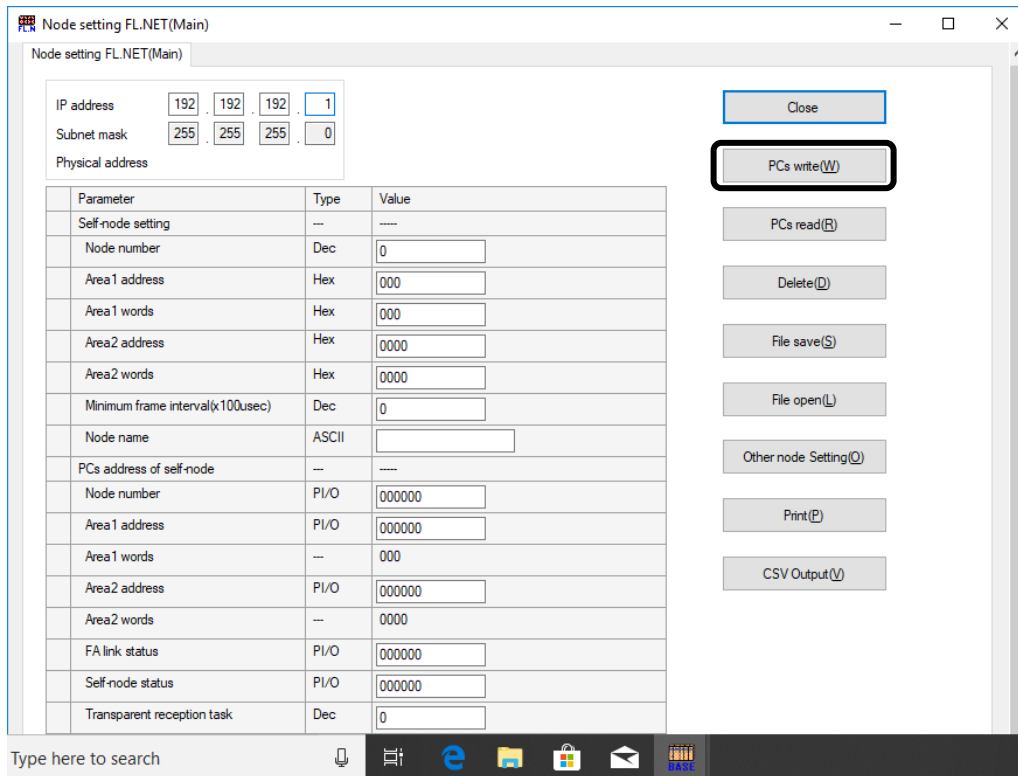 FL.N Node setting FL.NET(Main)
Node setting FL.NET(Main)
IP address 192 . 192 . 192 . 1
Subnet mask 255 . 255 255 . 0
Physical address
Parameter Type Value
Self-node setting --- -----
Node number Dec 0
Area1 address Hex 000
Area1 words Hex 000
Area2 address Hex 0000
Area2 words Hex 0000
Minimum frame interval(x100usec) Dec 0
Node name ASCII
PCs address of self-node --- -----
Node number PI/O 000000
Area1 address PI/O 000000
Area1 words --- 000
Area2 address PI/O 000000
Area2 words --- 0000
FA link status PI/O 000000
Self-node status PI/O 000000
Transparent reception task Dec 0
Close
PCs write(W)
PCs read(R)
Delete(D)
File save(S)
File open(L)
Other node Setting(O)
Print(P)
CSV Output(V)
Type here to search
BASE